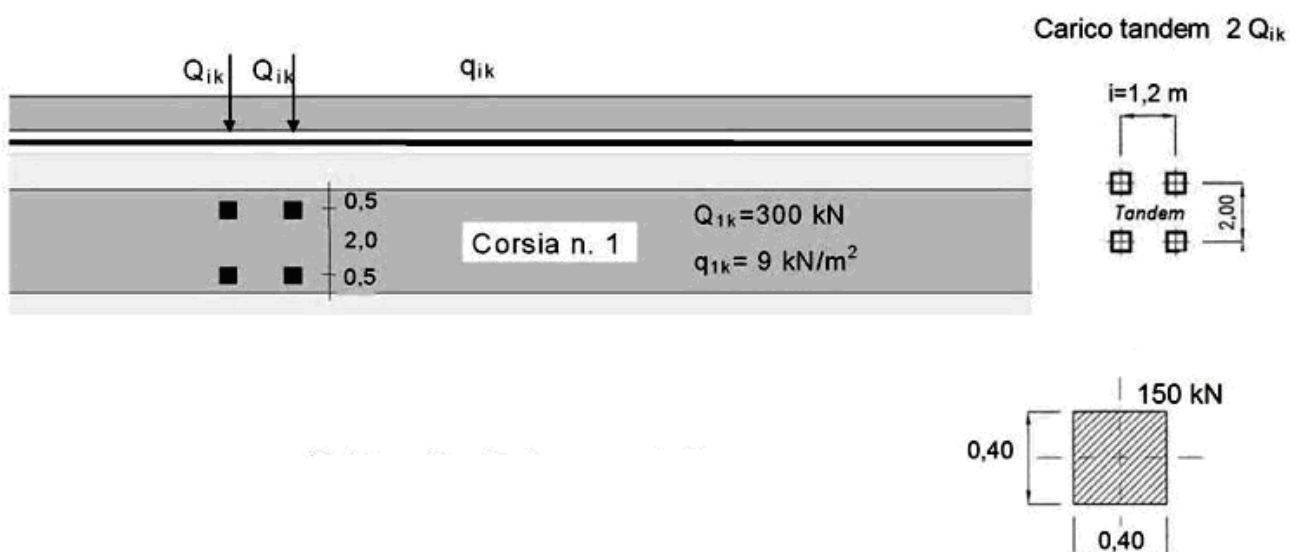 Carico tandem 2 Qik
Qik Qik qik
i=1,2 m
0,5
2,0
0,5
Corsia n. 1
Q1k=300 kN
q1k= 9 kN/m²
Tandem
2,00
150 kN
0,40
0,40